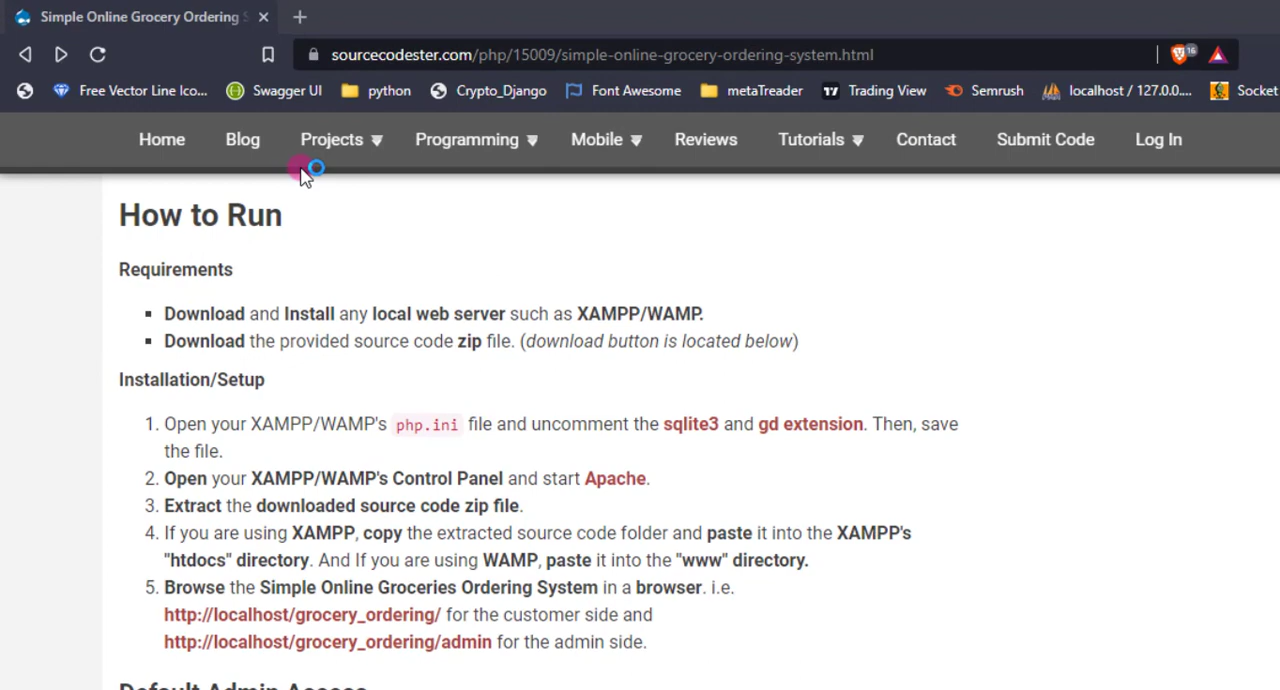 Simple Online Grocery Ordering S
sourcecodester.com/php/15009/simple-online-grocery-ordering-system.html
16
Free Vector Line Ico... Swagger UI python Crypto_Django Font Awesome metaTreader Trading View Semrush localhost / 127.0.0.... Socket
Home Blog Projects Programming Mobile Reviews Tutorials Contact Submit Code Log In
How to Run
Requirements
Download and Install any local web server such as XAMPP/WAMP.
Download the provided source code zip file. (download button is located below)
Installation/Setup
1. Open your XAMPP/WAMP's php.ini file and uncomment the sqlite3 and gd extension. Then, save
the file.
2. Open your XAMPP/WAMP's Control Panel and start Apache.
3. Extract the downloaded source code zip file.
4. If you are using XAMPP, copy the extracted source code folder and paste it into the XAMPP's
"htdocs" directory. And If you are using WAMP, paste it into the "www" directory.
5. Browse the Simple Online Groceries Ordering System in a browser. i.e.
http://localhost/grocery_ordering/ for the customer side and
http://localhost/grocery_ordering/admin for the admin side.
Default Admin Access